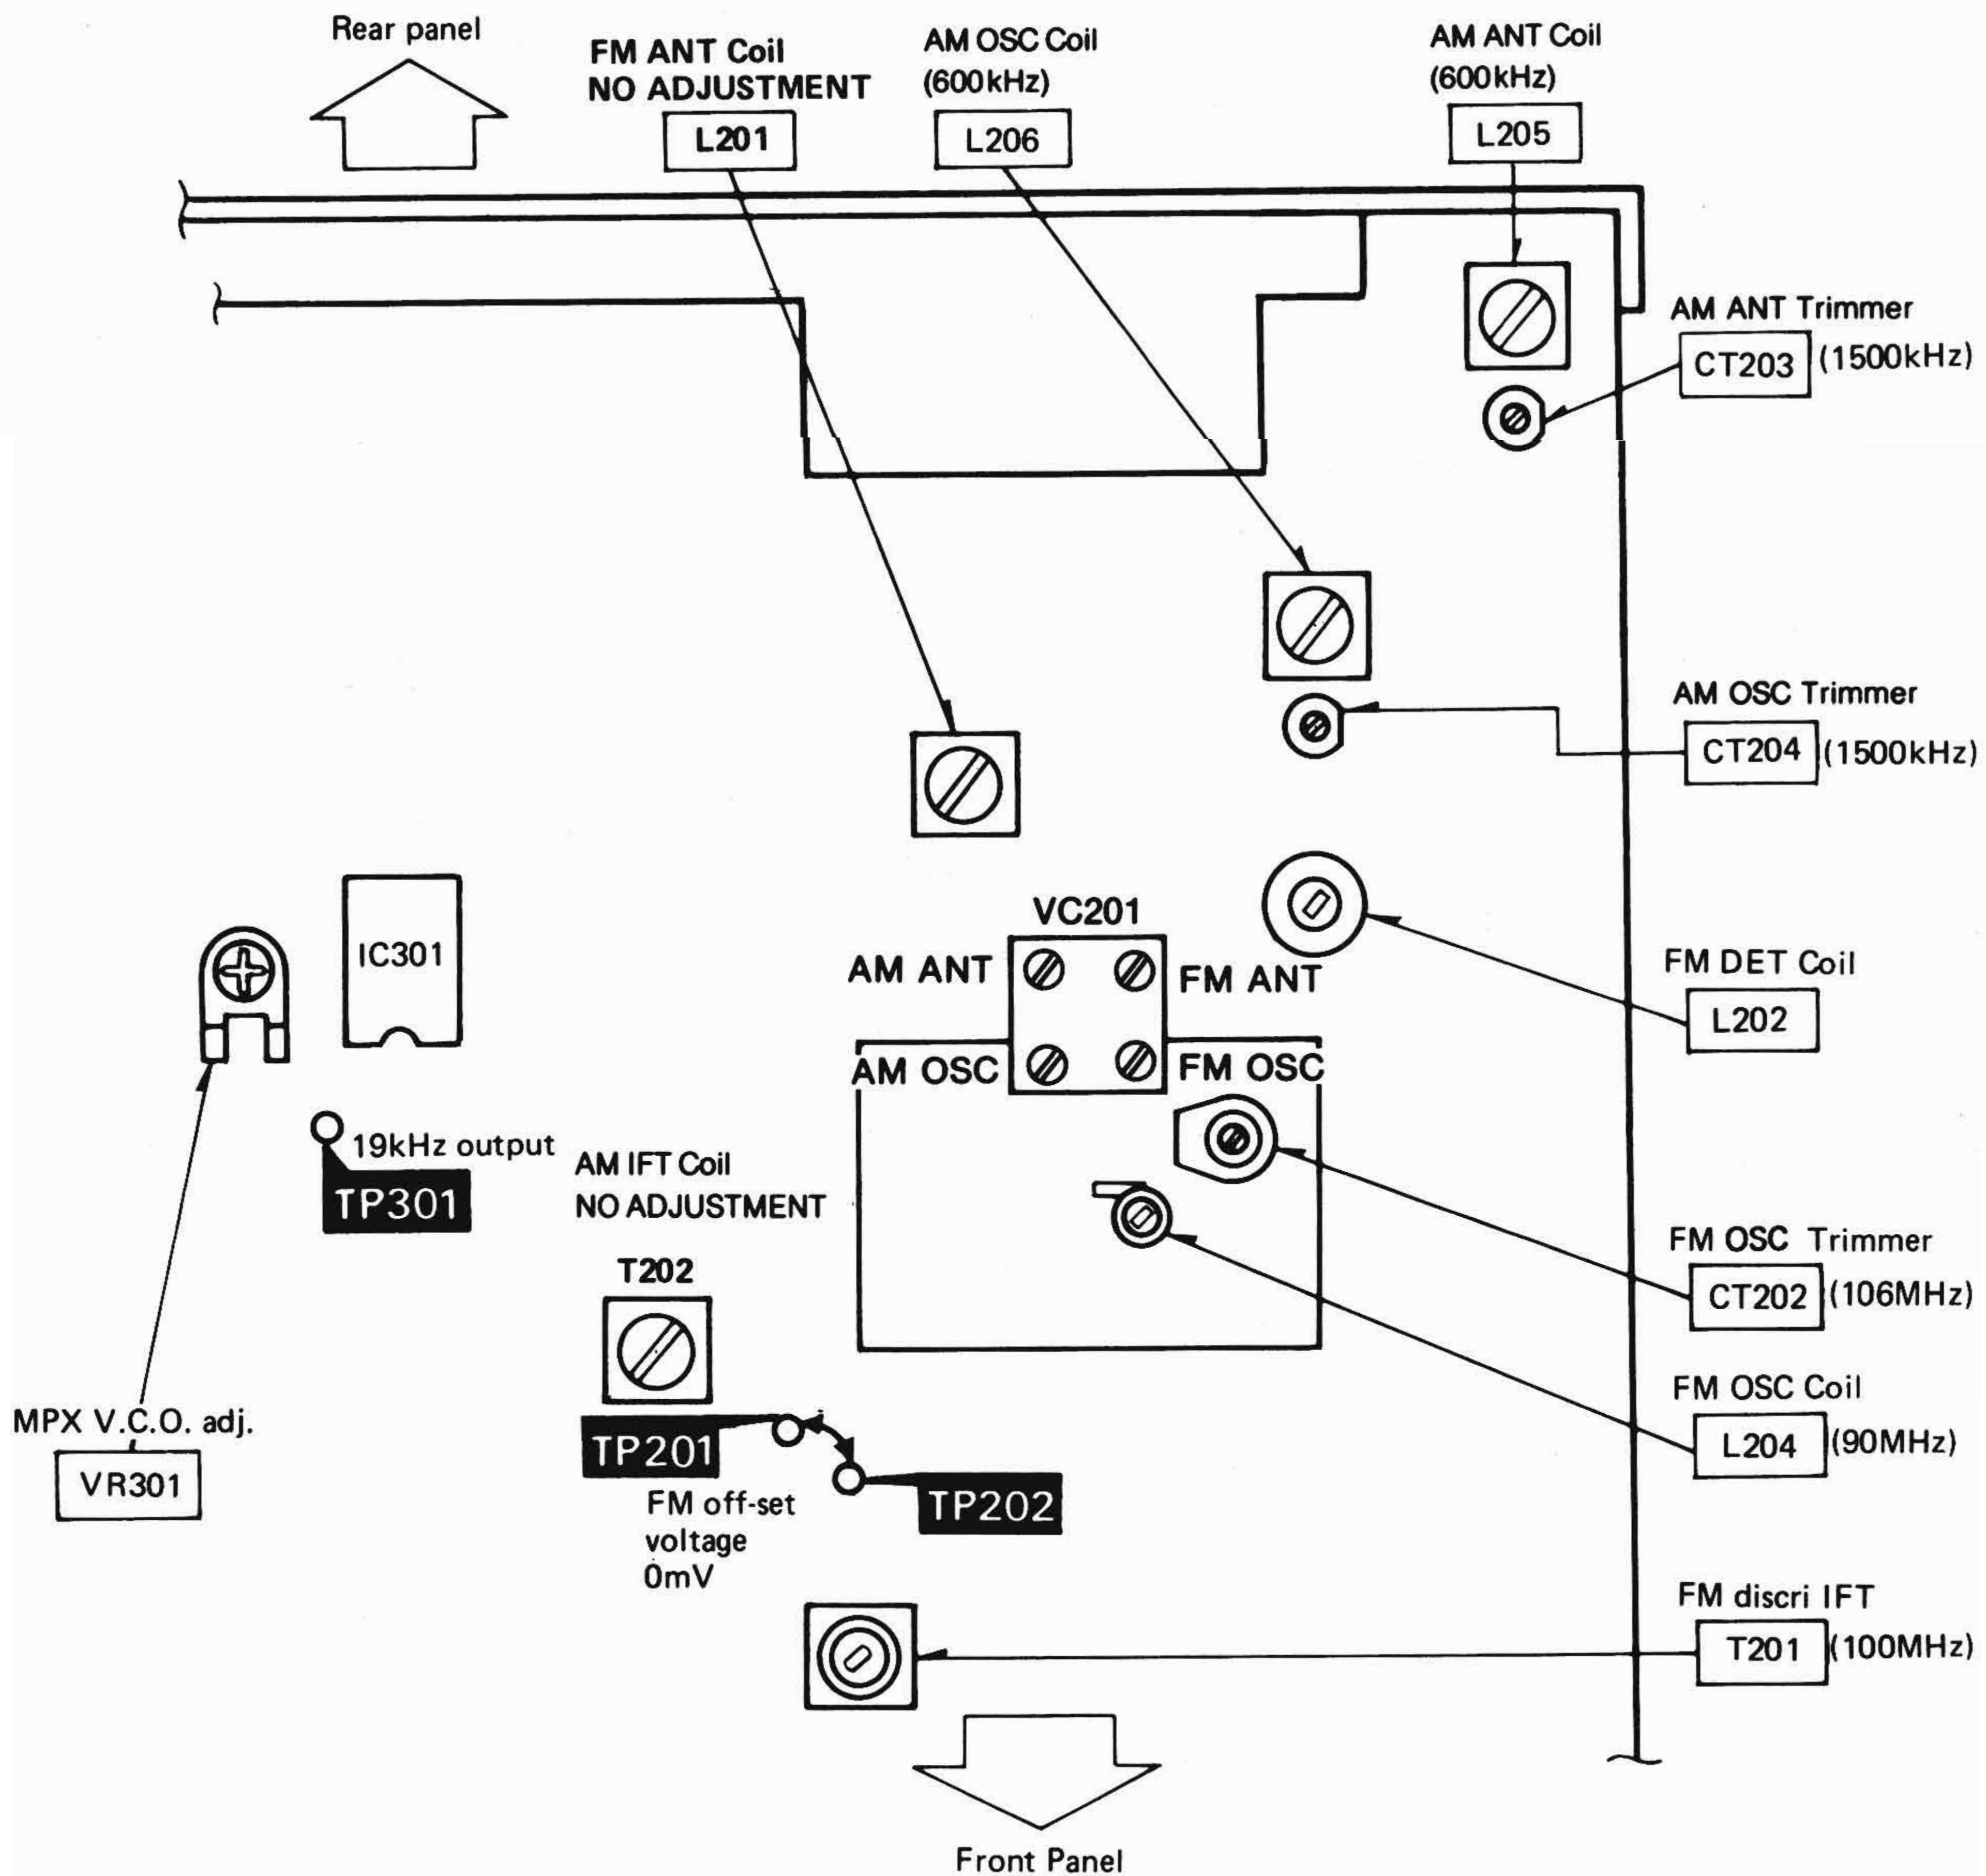 Rear panel
FM ANT Coil
NO ADJUSTMENT
L201
AM OSC Coil
(600kHz)
L206
AM ANT Coil
(600kHz)
L205
AM ANT Trimmer
CT203 (1500kHz)
AM OSC Trimmer
CT204 (1500kHz)
VC201
AM ANT
FM ANT
AM OSC
FM OSC
IC301
FM DET Coil
L202
19kHz output
TP301
AM IFT Coil
NO ADJUSTMENT
T202
FM OSC Trimmer
CT202 (106MHz)
FM OSC Coil
L204 (90MHz)
MPX V.C.O. adj.
VR301
TP201
TP202
FM off-set
voltage
0mV
FM discri IFT
T201 (100MHz)
Front Panel